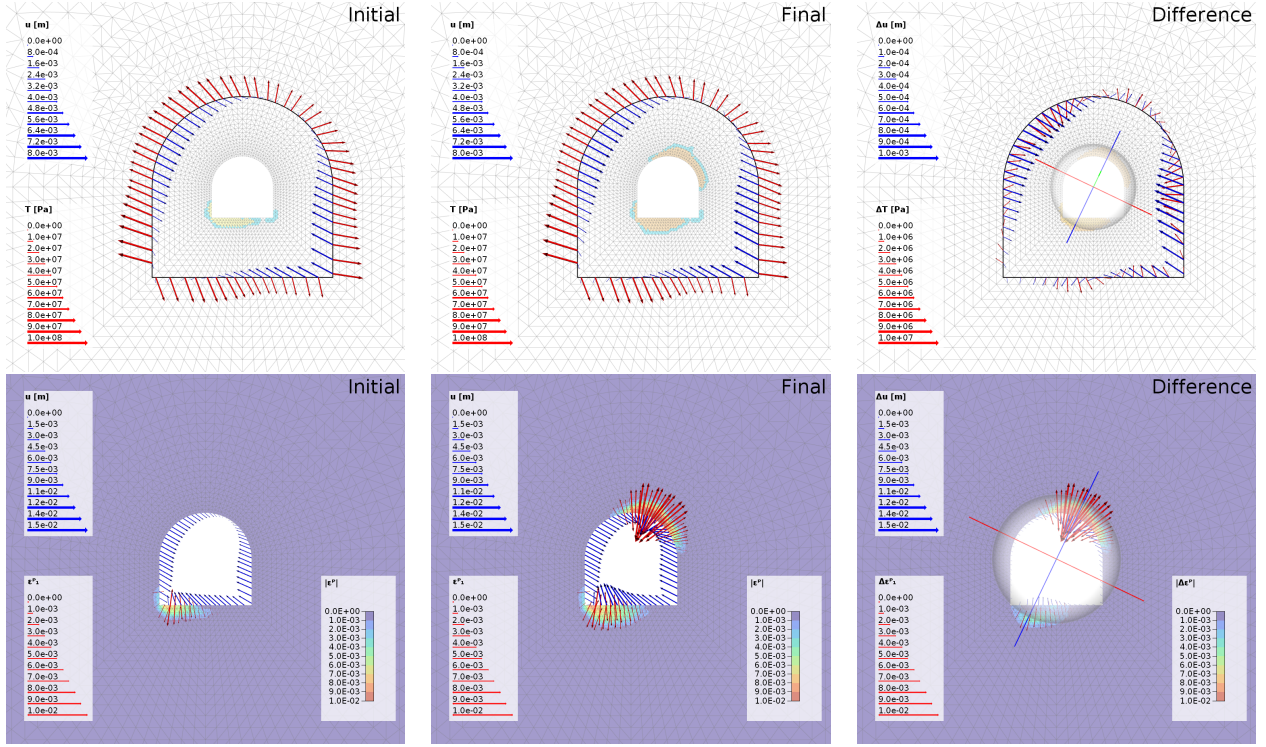 Initial
u [m]
0.0e+00
8.0e-04
1.6e-03
2.4e-03
3.2e-03
4.0e-03
4.8e-03
5.6e-03
6.4e-03
7.2e-03
8.0e-03
T [Pa]
0.0e+00
1.0e+07
2.0e+07
3.0e+07
4.0e+07
5.0e+07
6.0e+07
7.0e+07
8.0e+07
9.0e+07
1.0e+08
Final
u [m]
0.0e+00
8.0e-04
1.6e-03
2.4e-03
3.2e-03
4.0e-03
4.8e-03
5.6e-03
6.4e-03
7.2e-03
8.0e-03
T [Pa]
0.0e+00
1.0e+07
2.0e+07
3.0e+07
4.0e+07
5.0e+07
6.0e+07
7.0e+07
8.0e+07
9.0e+07
1.0e+08
Difference
Δu [m]
0.0e+00
1.0e-04
2.0e-04
3.0e-04
4.0e-04
5.0e-04
6.0e-04
7.0e-04
8.0e-04
9.0e-04
1.0e-03
ΔT [Pa]
0.0e+00
1.0e+06
2.0e+06
3.0e+06
4.0e+06
5.0e+06
6.0e+06
7.0e+06
8.0e+06
9.0e+06
1.0e+07
Initial
u [m]
0.0e+00
1.5e-03
3.0e-03
4.5e-03
6.0e-03
7.5e-03
9.0e-03
1.1e-02
1.2e-02
1.4e-02
1.5e-02
εᵖ₁
0.0e+00
1.0e-03
2.0e-03
3.0e-03
4.0e-03
5.0e-03
6.0e-03
7.0e-03
8.0e-03
9.0e-03
1.0e-02
|εᵖ|
0.0E+00
1.0E-03
2.0E-03
3.0E-03
4.0E-03
5.0E-03
6.0E-03
7.0E-03
8.0E-03
9.0E-03
1.0E-02
Final
u [m]
0.0e+00
1.5e-03
3.0e-03
4.5e-03
6.0e-03
7.5e-03
9.0e-03
1.1e-02
1.2e-02
1.4e-02
1.5e-02
εᵖ₁
0.0e+00
1.0e-03
2.0e-03
3.0e-03
4.0e-03
5.0e-03
6.0e-03
7.0e-03
8.0e-03
9.0e-03
1.0e-02
|εᵖ|
0.0E+00
1.0E-03
2.0E-03
3.0E-03
4.0E-03
5.0E-03
6.0E-03
7.0E-03
8.0E-03
9.0E-03
1.0E-02
Difference
Δu [m]
0.0e+00
1.5e-03
3.0e-03
4.5e-03
6.0e-03
7.5e-03
9.0e-03
1.1e-02
1.2e-02
1.4e-02
1.5e-02
Δεᵖ₁
0.0e+00
1.0e-03
2.0e-03
3.0e-03
4.0e-03
5.0e-03
6.0e-03
7.0e-03
8.0e-03
9.0e-03
1.0e-02
|Δεᵖ|
0.0E+00
1.0E-03
2.0E-03
3.0E-03
4.0E-03
5.0E-03
6.0E-03
7.0E-03
8.0E-03
9.0E-03
1.0E-02